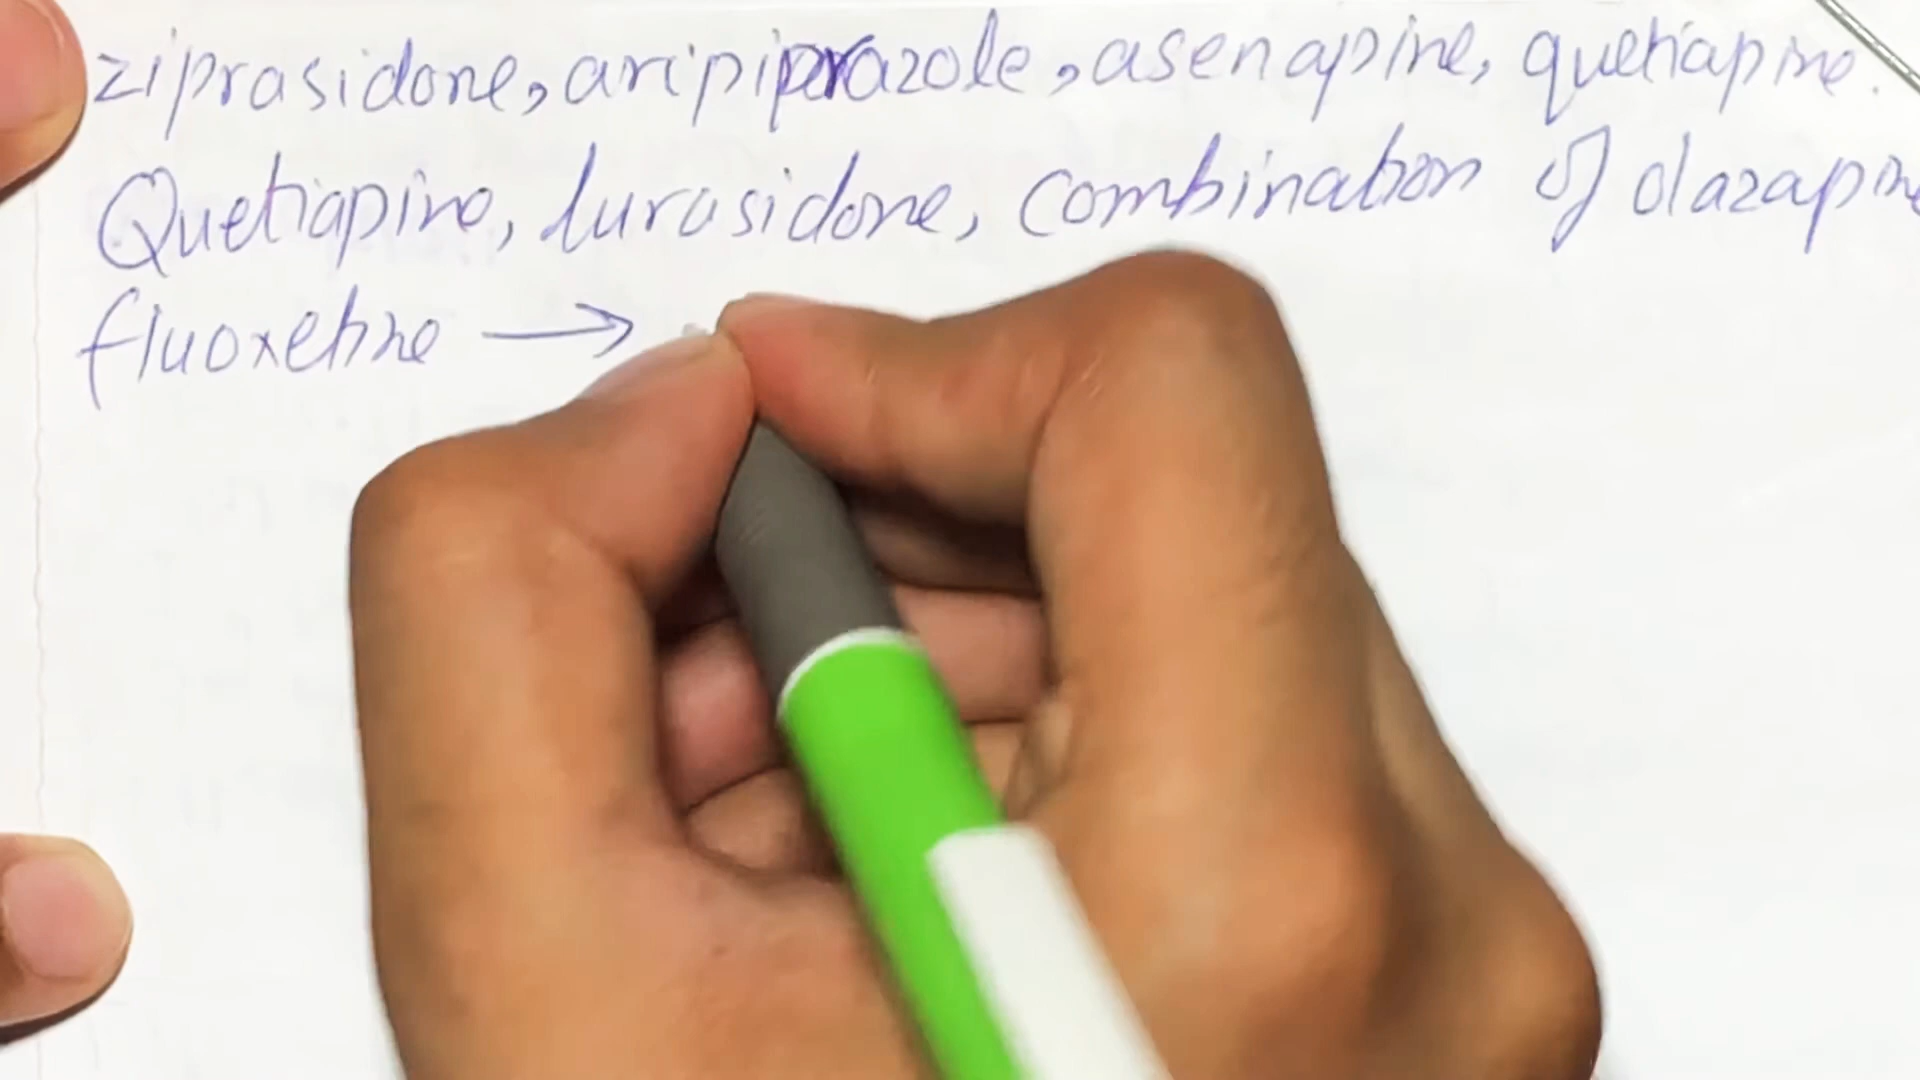 ziprasidone, aripiprazole, asenapine, quetiapine.
Quetiapine, lurasidone, combination of olazapine
fluoxetine →